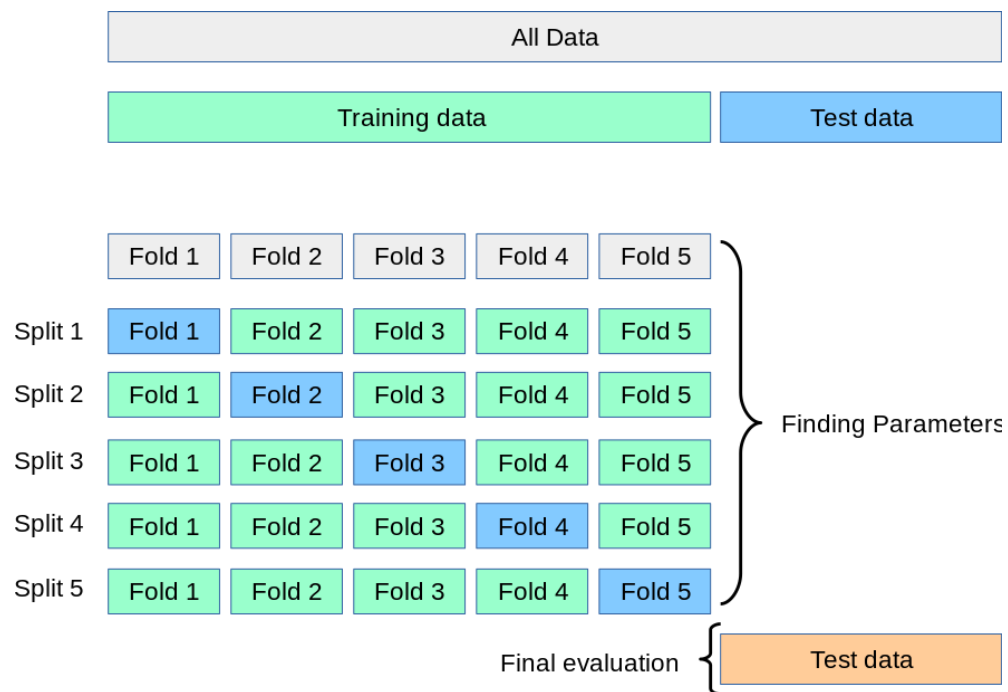 All Data
Training data Test data
Fold 1 Fold 2 Fold 3 Fold 4 Fold 5
Split 1 Fold 1 Fold 2 Fold 3 Fold 4 Fold 5
Split 2 Fold 1 Fold 2 Fold 3 Fold 4 Fold 5
Finding Parameters
Split 3 Fold 1 Fold 2 Fold 3 Fold 4 Fold 5
Split 4 Fold 1 Fold 2 Fold 3 Fold 4 Fold 5
Split 5 Fold 1 Fold 2 Fold 3 Fold 4 Fold 5
Final evaluation Test data